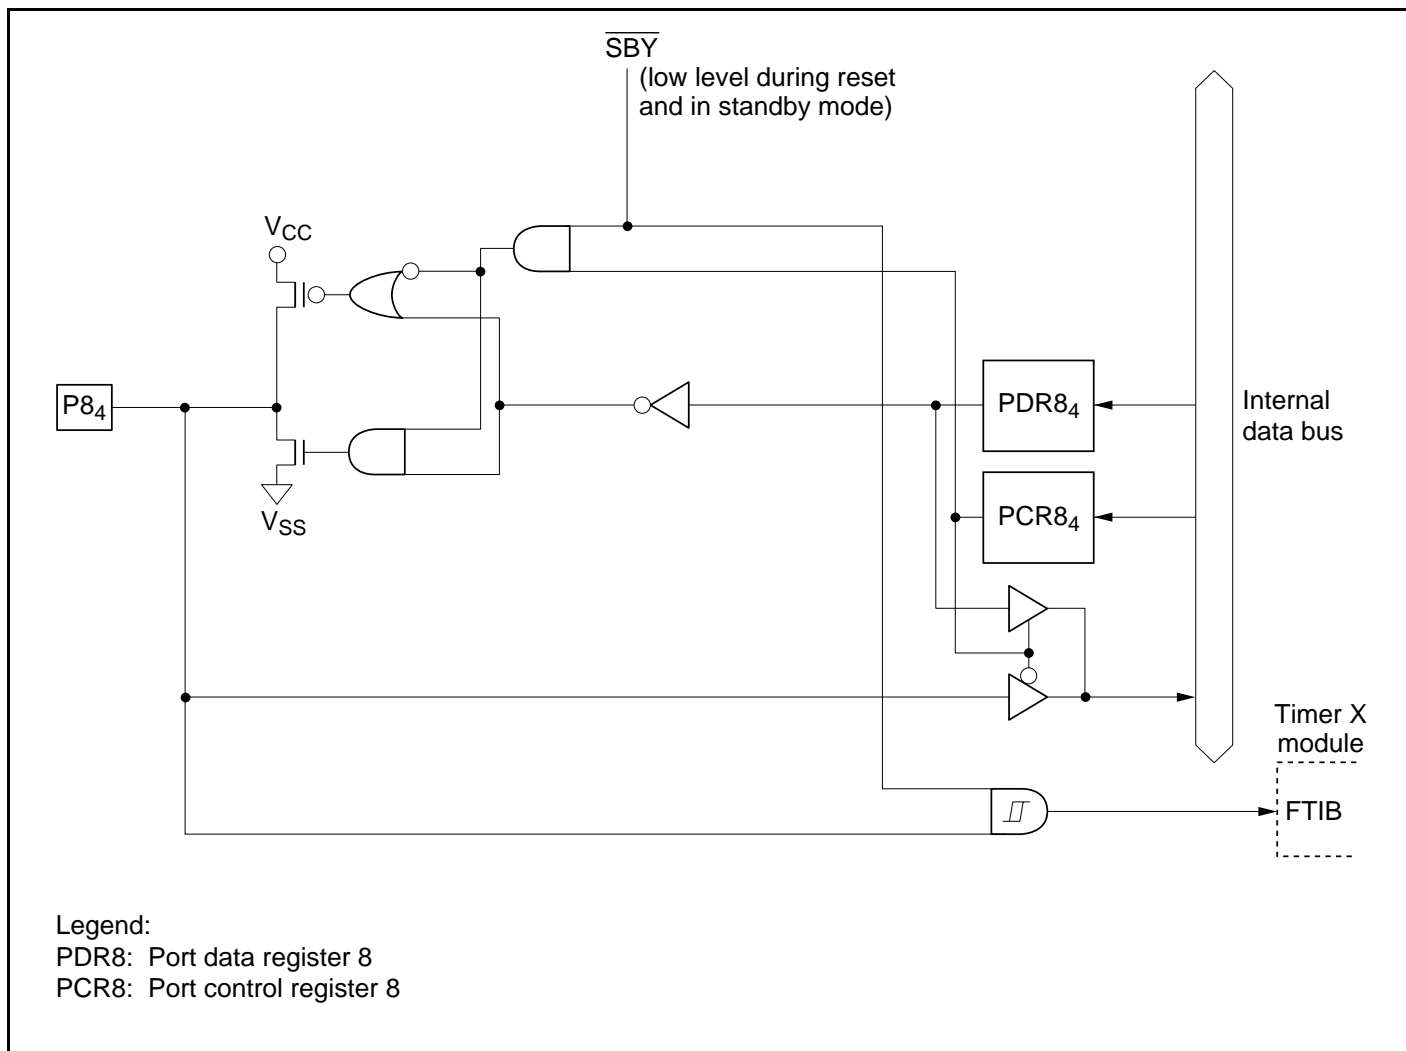 SBY
(low level during reset
and in standby mode)
VCC
P84
VSS
PDR84
PCR84
Internal
data bus
Timer X
module
FTIB
Legend:
PDR8: Port data register 8
PCR8: Port control register 8